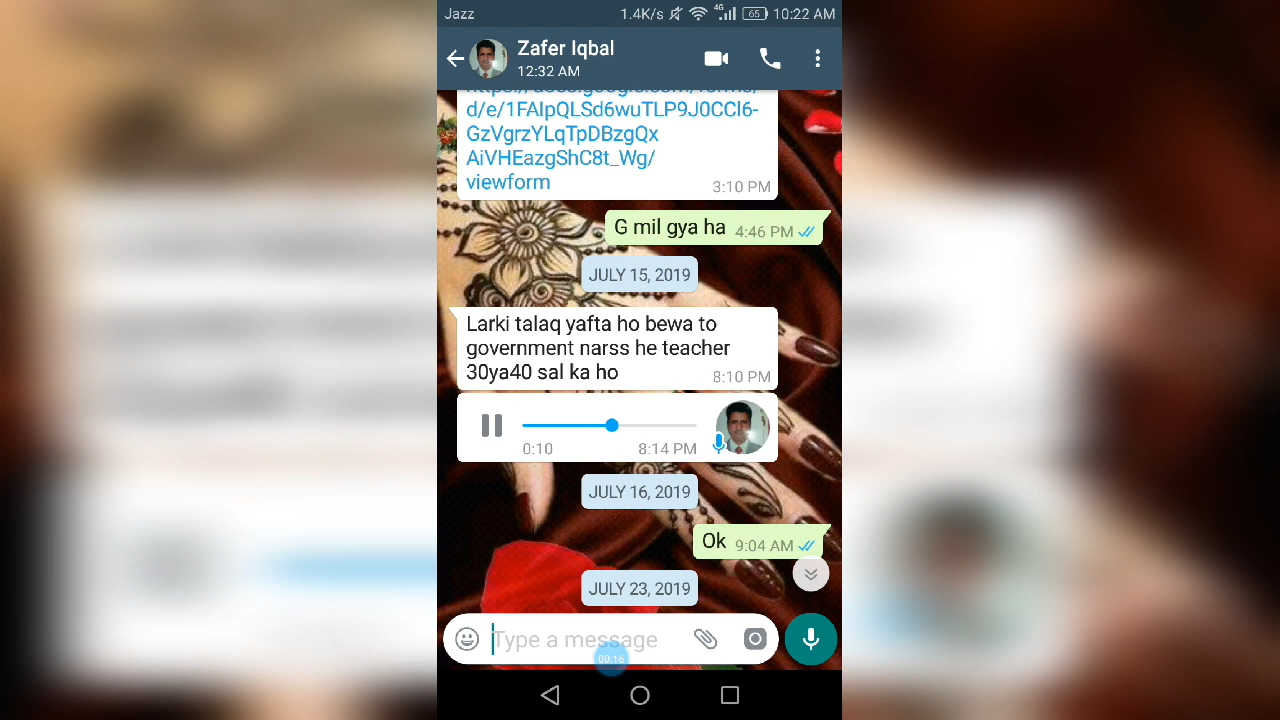 Jazz 1.4K/s 4G 65 10:22 AM
Zafer Iqbal
12:32 AM
d/e/1FAIpQLSd6wuTLP9J0CCl6-
GzVgrzYLqTpDBzgQx
AiVHEazgShC8t_Wg/
viewform 3:10 PM
G mil gya ha 4:46 PM
JULY 15, 2019
Larki talaq yafta ho bewa to
government narss he teacher
30ya40 sal ka ho 8:10 PM
0:10 8:14 PM
JULY 16, 2019
Ok 9:04 AM
JULY 23, 2019
Type a message
00:16